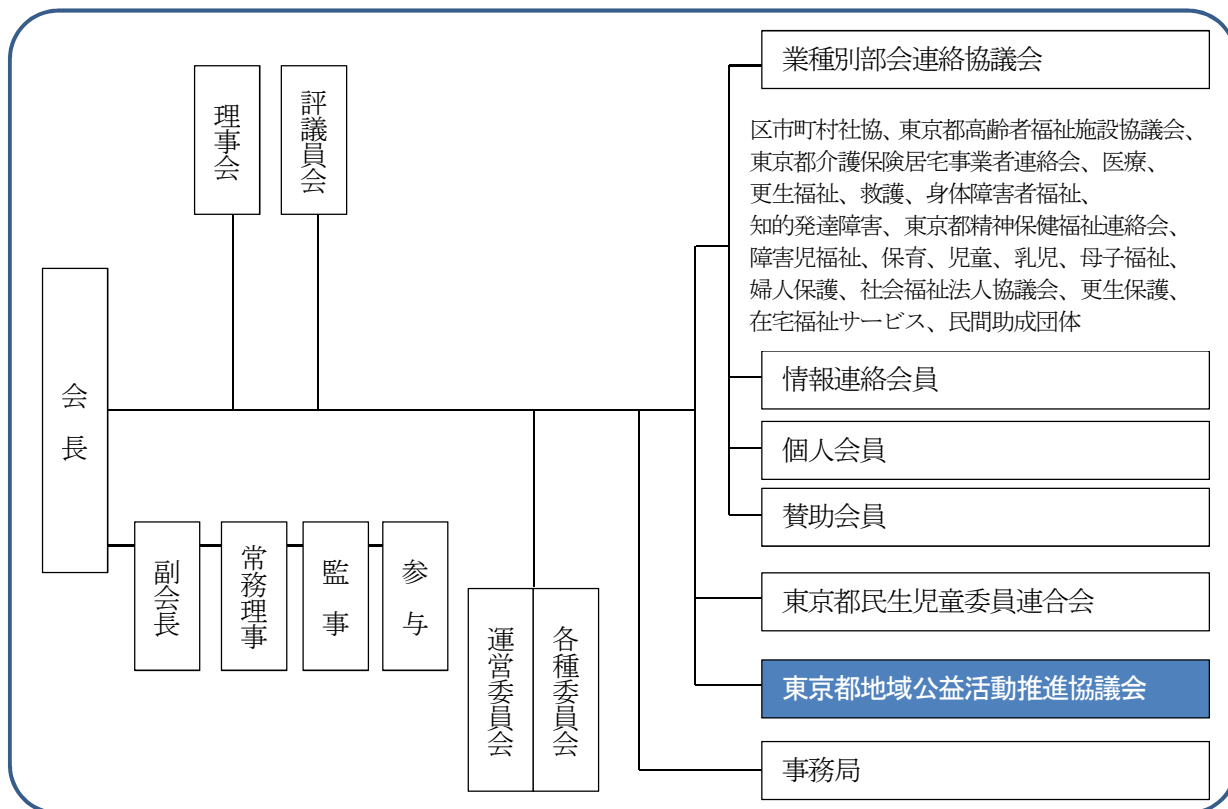 理事会
評議員会
会長
副会長
常務理事
監事
参与
運営委員会
各種委員会
業種別部会連絡協議会
区市町村社協、東京都高齢者福祉施設協議会、
東京都介護保険居宅事業者連絡会、医療、
更生福祉、救護、身体障害者福祉、
知的発達障害、東京都精神保健福祉連絡会、
障害児福祉、保育、児童、乳児、母子福祉、
婦人保護、社会福祉法人協議会、更生保護、
在宅福祉サービス、民間助成団体
情報連絡会員
個人会員
賛助会員
東京都民生児童委員連合会
東京都地域公益活動推進協議会
事務局